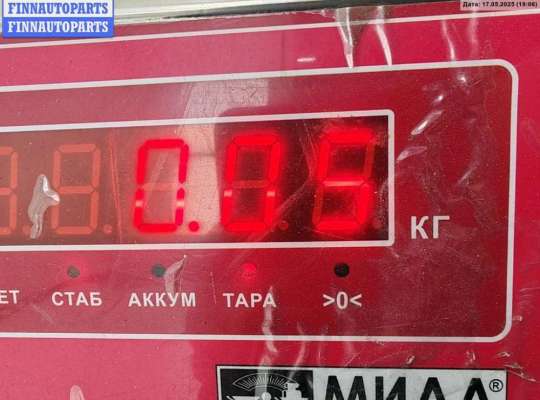 FINNAUTOPARTS
FINNAUTOPARTS
Дата: 17.05.2025 (19:06)
0.05 КГ
СТАБ АККУМ ТАРА >0<
МИДЛ®